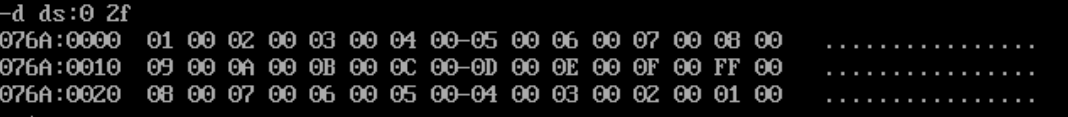 -d ds:0 2f
076A:0000  01 00 02 00 03 00 04 00-05 00 06 00 07 00 08 00   ................
076A:0010  09 00 0A 00 0B 00 0C 00-0D 00 0E 00 0F 00 FF 00   ................
076A:0020  08 00 07 00 06 00 05 00-04 00 03 00 02 00 01 00   ................